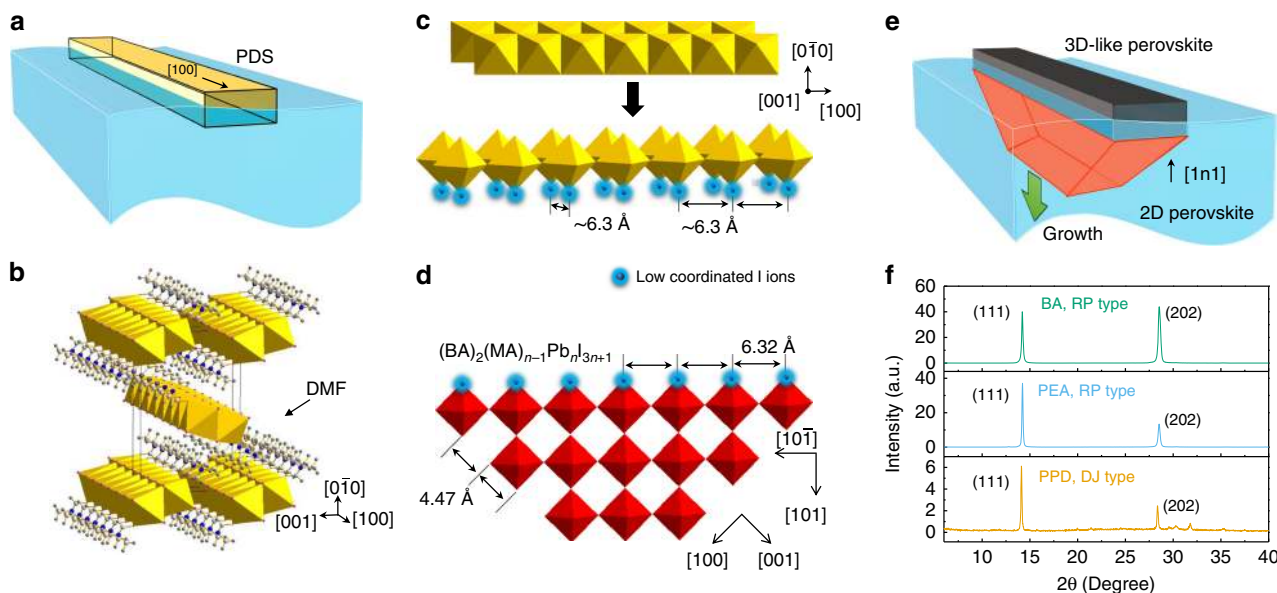 a
PDS
[100]
b
DMF
[01̄0]
[001]
[100]
c
[01̄0]
[001]
[100]
~6.3 Å
~6.3 Å
d
Low coordinated I ions
(BA)₂(MA)ₙ₋₁PbₙI₃ₙ₊₁
6.32 Å
4.47 Å
[101̄]
[101]
[100]
[001]
e
3D-like perovskite
[1n1]
2D perovskite
Growth
f
60
40
20
0
(111)
BA, RP type
(202)
40
20
0
(111)
PEA, RP type
(202)
6
4
2
0
(111)
PPD, DJ type
(202)
Intensity (a.u.)
10 15 20 25 30 35 40
2θ (Degree)